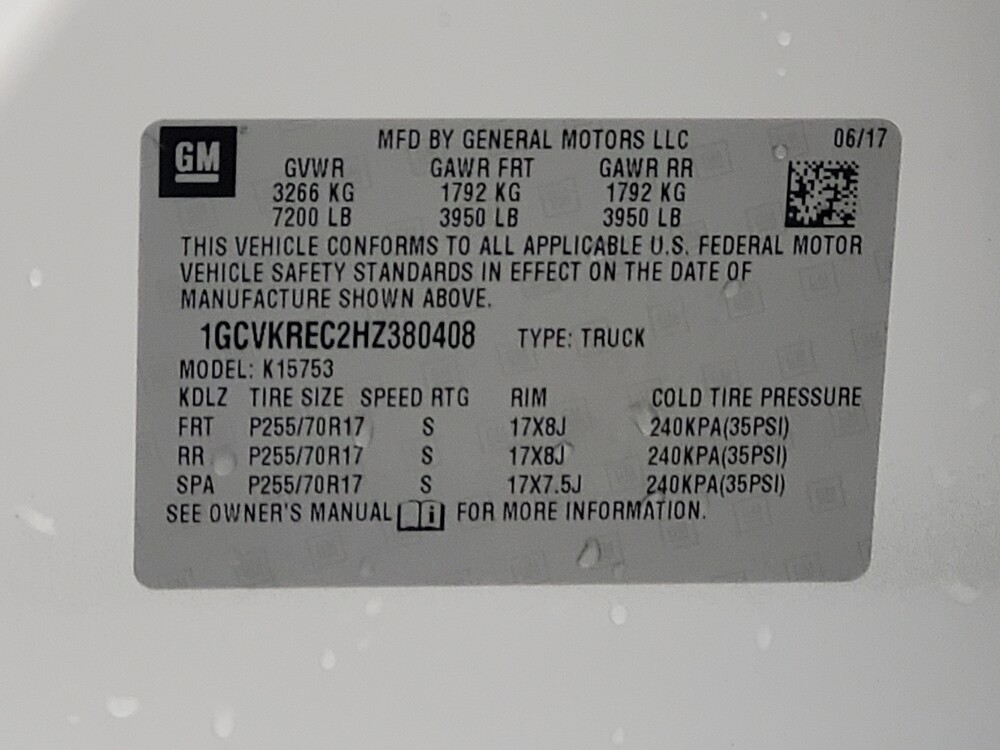 GM
MFD BY GENERAL MOTORS LLC 06/17
GVWR GAWR FRT GAWR RR
3266 KG 1792 KG 1792 KG
7200 LB 3950 LB 3950 LB
THIS VEHICLE CONFORMS TO ALL APPLICABLE U.S. FEDERAL MOTOR
VEHICLE SAFETY STANDARDS IN EFFECT ON THE DATE OF
MANUFACTURE SHOWN ABOVE.
1GCVKREC2HZ380408 TYPE: TRUCK
MODEL: K15753
KDLZ TIRE SIZE SPEED RTG RIM COLD TIRE PRESSURE
FRT P255/70R17 S 17X8J 240KPA(35PSI)
RR P255/70R17 S 17X8J 240KPA(35PSI)
SPA P255/70R17 S 17X7.5J 240KPA(35PSI)
SEE OWNER'S MANUAL i FOR MORE INFORMATION.